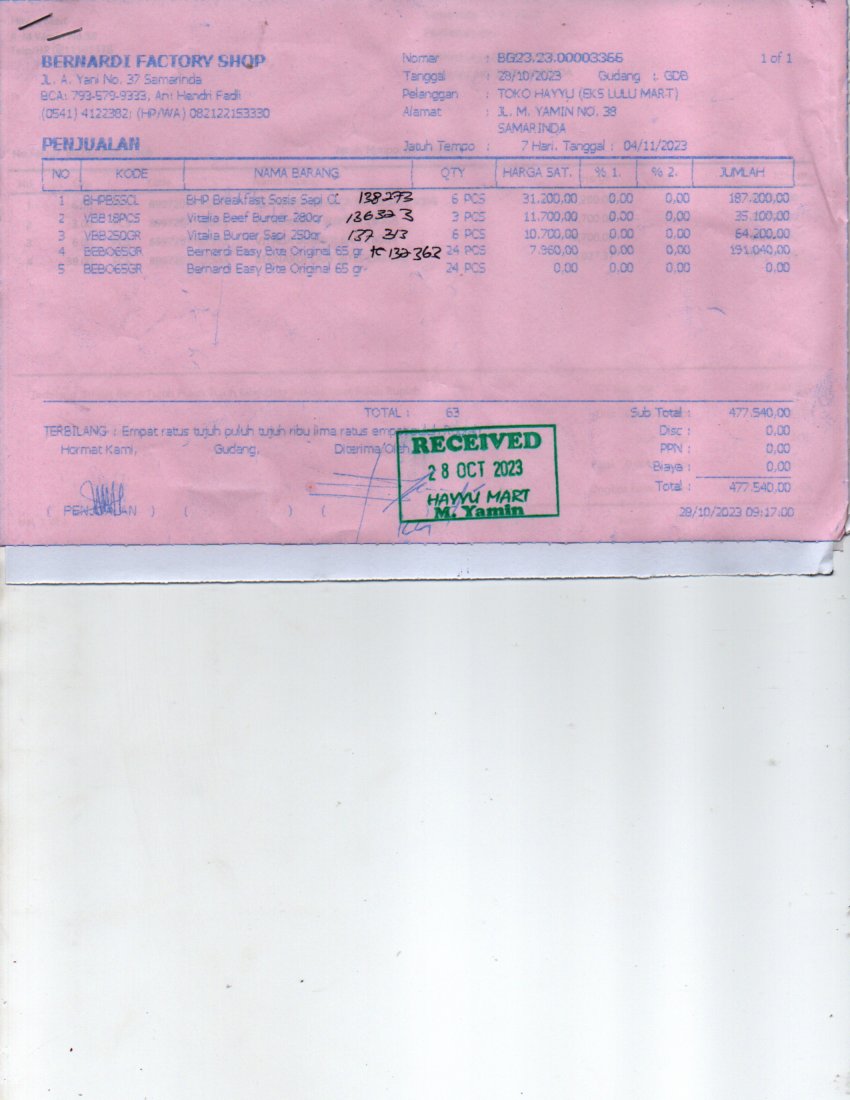 BERNARDI FACTORY SHOP
JL. A. Yani No. 37 Samarinda
BCA: 793-579-9333, An: Hendri Fadli
(0541) 4122382; (HP/WA) 082122153330
Nomor : BG23.23.00003366 1 of 1
Tanggal : 28/10/2023 Gudang : GDB
Pelanggan : TOKO HAYYU (EKS LULU MART)
Alamat : JL. M. YAMIN NO. 38
SAMARINDA
PENJUALAN Jatuh Tempo : 7 Hari. Tanggal : 04/11/2023
NO KODE NAMA BARANG QTY HARGA SAT. % 1. % 2. JUMLAH
1 BHPBSSCL BHP Breakfast Sosis Sapi CL 138273 6 PCS 31.200,00 0,00 0,00 187.200,00
2 VBB18PCS Vitalia Beef Burger 280gr 136323 3 PCS 11.700,00 0,00 0,00 35.100,00
3 VBB250GR Vitalia Burger Sapi 250gr 137313 6 PCS 10.700,00 0,00 0,00 64.200,00
4 BEBO65GR Bernardi Easy Bite Original 65 gr 132362 24 PCS 7.960,00 0,00 0,00 191.040,00
5 BEBO65GR Bernardi Easy Bite Original 65 gr 24 PCS 0,00 0,00 0,00 0,00
TOTAL : 63 Sub Total : 477.540,00
TERBILANG : Empat ratus tujuh puluh tujuh ribu lima ratus empat Disc : 0,00
Hormat Kami, Gudang, Diterima Oleh PPN : 0,00
Biaya : 0,00
Total : 477.540,00
RECEIVED
28 OCT 2023
HAYYU MART
M. Yamin
( PENJUALAN ) ( ) ( 28/10/2023 09:17:00